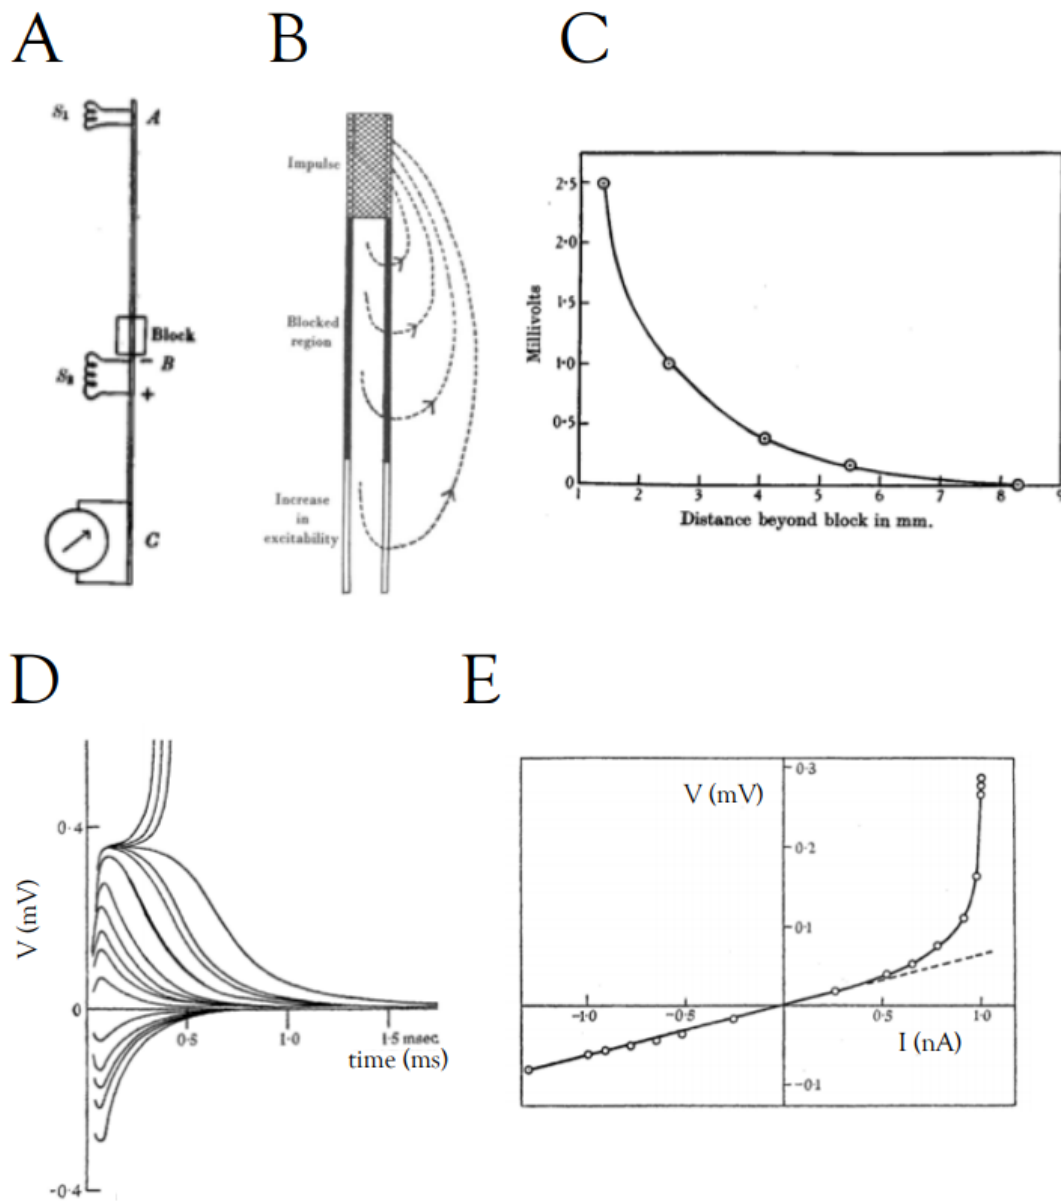 A
B
C
S₁
A
Block
S₂
– B
+
C
Impulse
Blocked
region
Increase
in
excitability
Millivolts
2·5
2·0
1·5
1·0
0·5
0
1 2 3 4 5 6 7 8 9
Distance beyond block in mm.
D
E
V (mV)
0·4
0
-0·4
0·5 1·0 1·5 msec.
time (ms)
V (mV)
0·3
0·2
0·1
-1·0 -0·5 0·5 1·0
I (nA)
-0·1